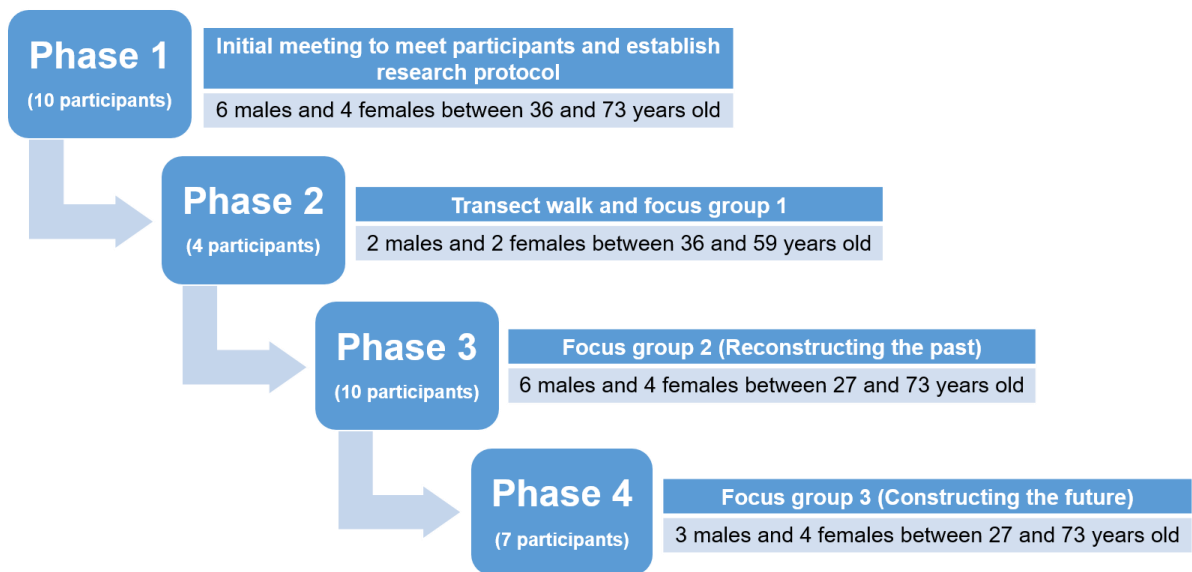 Phase 1
(10 participants)
Initial meeting to meet participants and establish
research protocol
6 males and 4 females between 36 and 73 years old
Phase 2
(4 participants)
Transect walk and focus group 1
2 males and 2 females between 36 and 59 years old
Phase 3
(10 participants)
Focus group 2 (Reconstructing the past)
6 males and 4 females between 27 and 73 years old
Phase 4
(7 participants)
Focus group 3 (Constructing the future)
3 males and 4 females between 27 and 73 years old